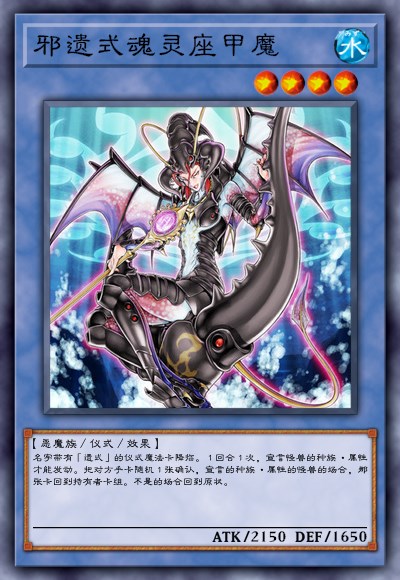 邪遗式魂灵座甲魔
水
【恶魔族／仪式／效果】
名字带有「遗式」的仪式魔法卡降临。1回合1次，宣言怪兽的种族·属性
才能发动。把对方手卡随机1张确认，宣言的种族·属性的怪兽的场合，那
张卡回到持有者卡组。不是的场合回到原状。
ATK/2150 DEF/1650